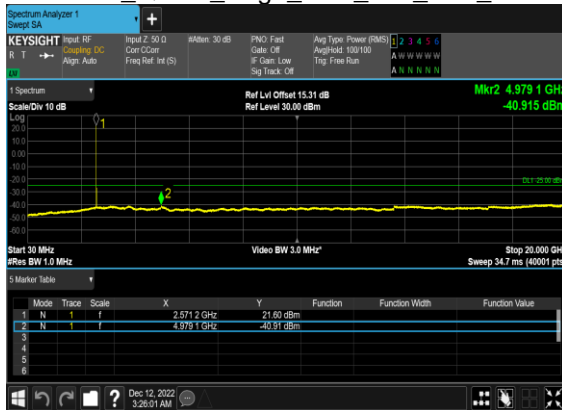 Spectrum Analyzer 1
Swept SA
+
KEYSIGHT Input: RF Input Z: 50 Ω #Atten: 30 dB PNO: Fast Avg Type: Power (RMS) 1 2 3 4 5 6
R T Coupling: DC Corr CCorr Gate: Off Avg|Hold: 100/100 A W W W W W
Align: Auto Freq Ref: Int (S) IF Gain: Low Trig: Free Run
Sig Track: Off A N N N N N
1 Spectrum Ref Lvl Offset 15.31 dB Mkr2 4.979 1 GHz
Scale/Div 10 dB Ref Level 30.00 dBm -40.915 dBm
Log
20.0
10.0
0.00
-10.0
-20.0
-30.0
-40.0
-50.0
-60.0
1
2
DL1 -25.00 dBm
Start 30 MHz Video BW 3.0 MHz* Stop 20.000 GHz
#Res BW 1.0 MHz Sweep 34.7 ms (40001 pts)
5 Marker Table
Mode Trace Scale X Y Function Function Width Function Value
1 N 1 f 2.571 2 GHz 21.60 dBm
2 N 1 f 4.979 1 GHz -40.91 dBm
3
4
5
6
? Dec 12, 2022
3:26:01 AM